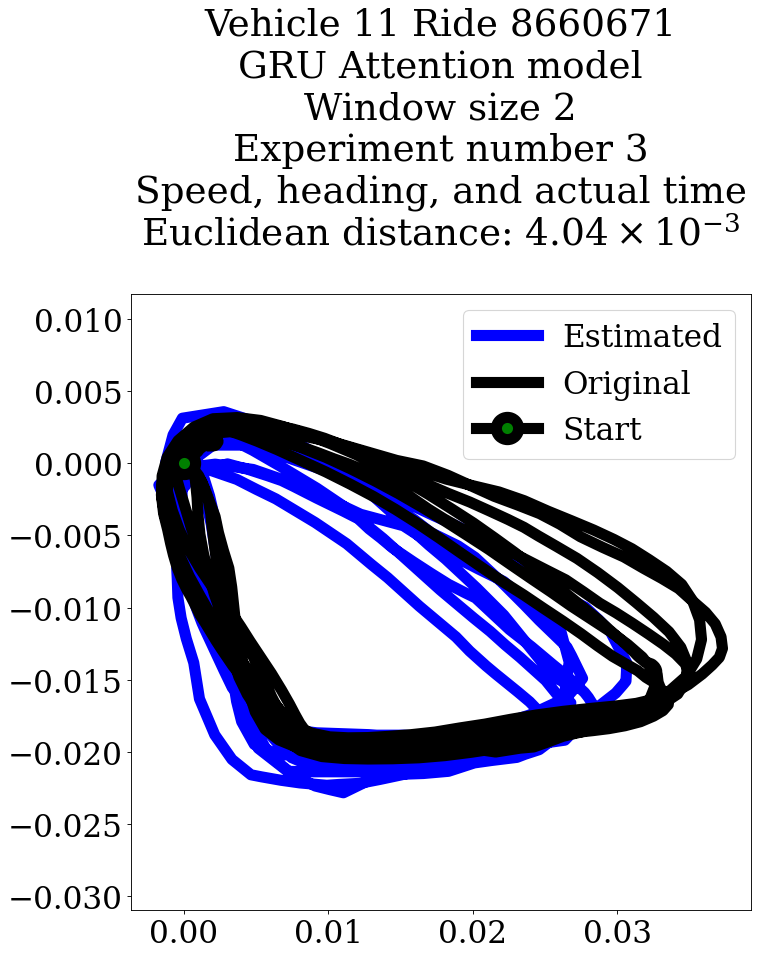 Vehicle 11 Ride 8660671
GRU Attention model
Window size 2
Experiment number 3
Speed, heading, and actual time
Euclidean distance: 4.04 × 10⁻³
Estimated
Original
Start
0.010
0.005
0.000
−0.005
−0.010
−0.015
−0.020
−0.025
−0.030
0.00 0.01 0.02 0.03